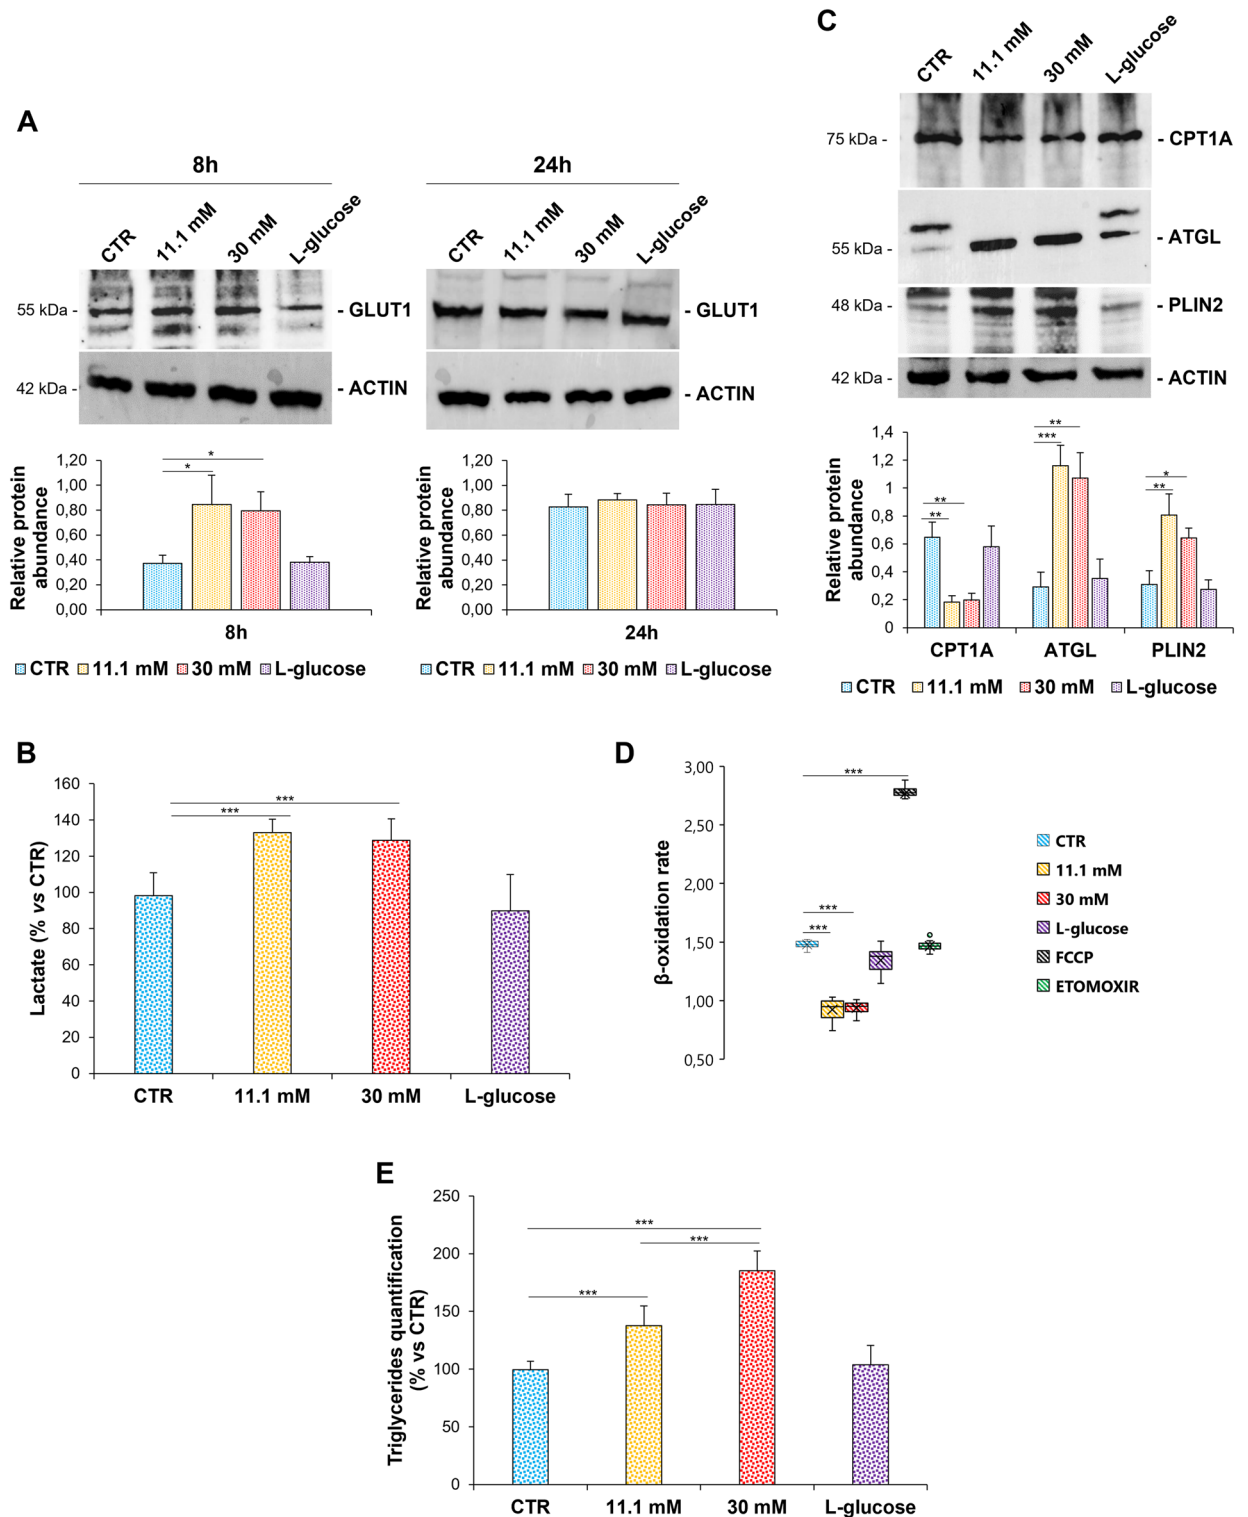 A
8h
CTR 11.1 mM 30 mM L-glucose
55 kDa - - GLUT1
42 kDa - - ACTIN
Relative protein
abundance
1,20
1,00
0,80
0,60
0,40
0,20
0,00
*
*
8h
CTR 11.1 mM 30 mM L-glucose
24h
CTR 11.1 mM 30 mM L-glucose
- GLUT1
- ACTIN
Relative protein
abundance
1,20
1,00
0,80
0,60
0,40
0,20
0,00
24h
CTR 11.1 mM 30 mM L-glucose
C
CTR 11.1 mM 30 mM L-glucose
75 kDa - - CPT1A
55 kDa - - ATGL
48 kDa - - PLIN2
42 kDa - - ACTIN
Relative protein
abundance
1,4
1,2
1
0,8
0,6
0,4
0,2
0
**
**
**
***
*
**
CPT1A ATGL PLIN2
CTR 11.1 mM 30 mM L-glucose
B
Lactate (% vs CTR)
160
140
120
100
80
60
40
20
0
***
***
CTR 11.1 mM 30 mM L-glucose
D
β-oxidation rate
3,00
2,50
2,00
1,50
1,00
0,50
***
***
***
CTR
11.1 mM
30 mM
L-glucose
FCCP
ETOMOXIR
E
Triglycerides quantification
(% vs CTR)
250
200
150
100
50
0
***
***
***
CTR 11.1 mM 30 mM L-glucose